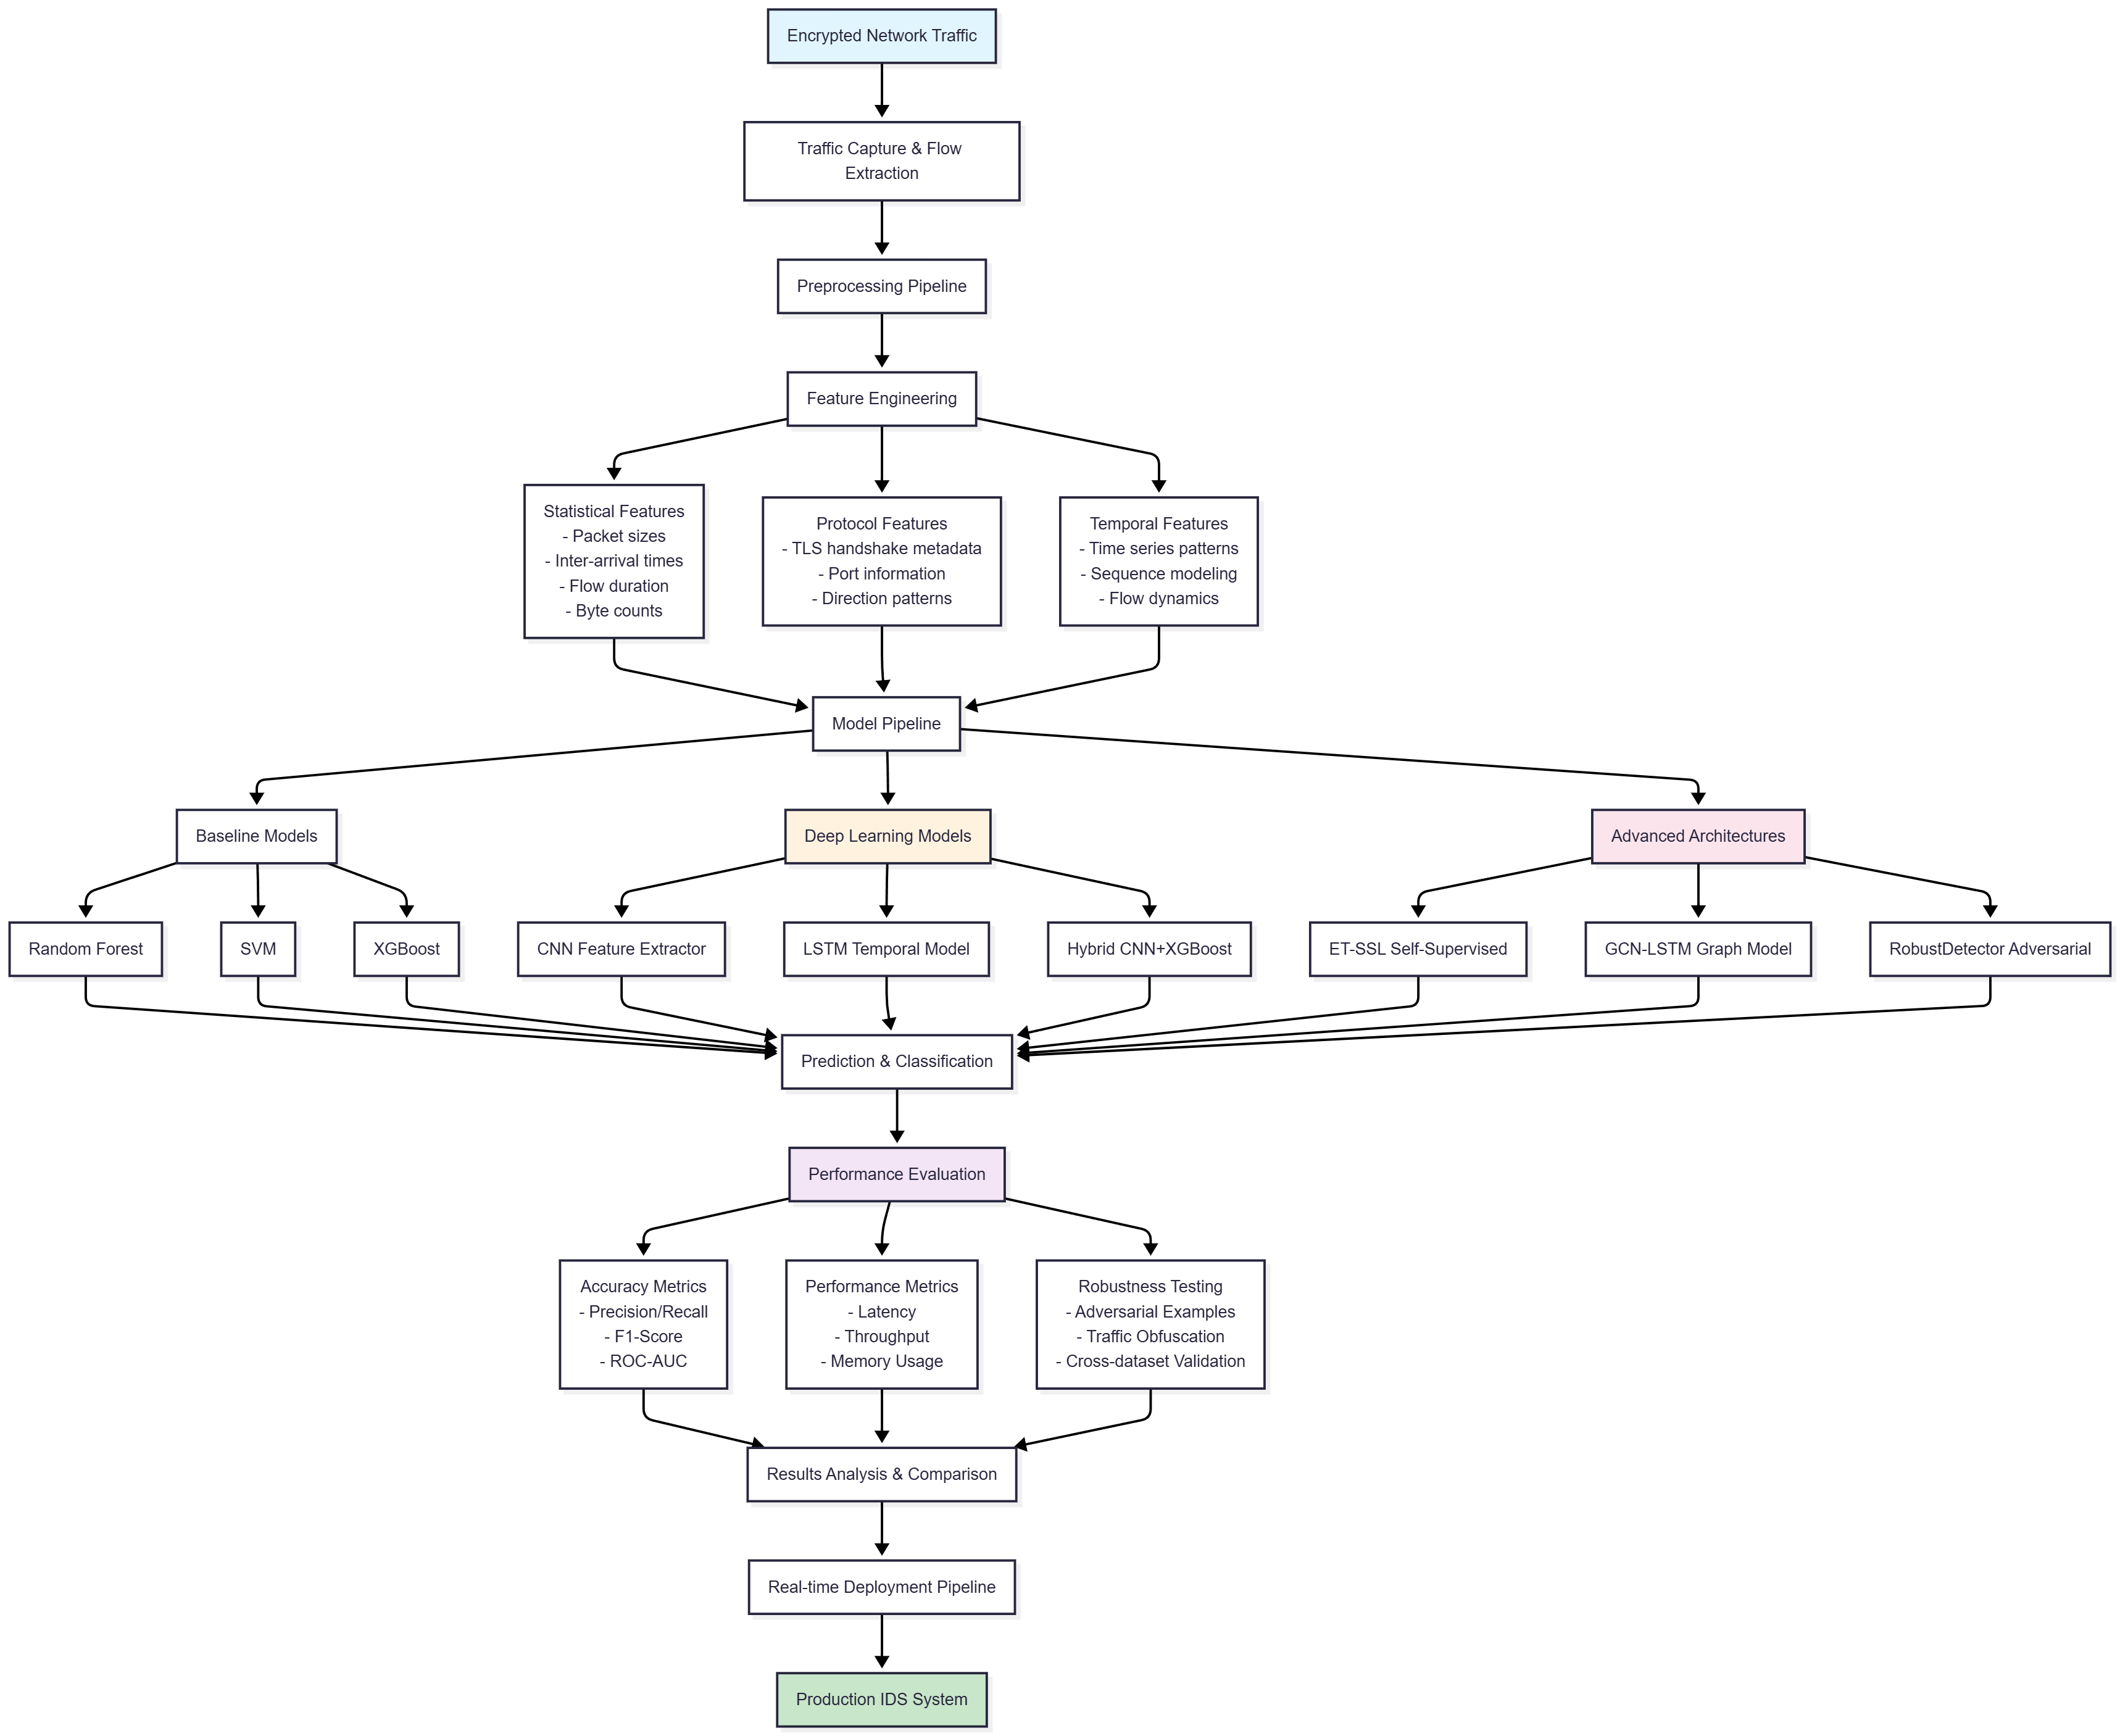 Encrypted Network Traffic
Traffic Capture & Flow
Extraction
Preprocessing Pipeline
Feature Engineering
Statistical Features
- Packet sizes
- Inter-arrival times
- Flow duration
- Byte counts
Protocol Features
- TLS handshake metadata
- Port information
- Direction patterns
Temporal Features
- Time series patterns
- Sequence modeling
- Flow dynamics
Model Pipeline
Baseline Models
Deep Learning Models
Advanced Architectures
Random Forest
SVM
XGBoost
CNN Feature Extractor
LSTM Temporal Model
Hybrid CNN+XGBoost
ET-SSL Self-Supervised
GCN-LSTM Graph Model
RobustDetector Adversarial
Prediction & Classification
Performance Evaluation
Accuracy Metrics
- Precision/Recall
- F1-Score
- ROC-AUC
Performance Metrics
- Latency
- Throughput
- Memory Usage
Robustness Testing
- Adversarial Examples
- Traffic Obfuscation
- Cross-dataset Validation
Results Analysis & Comparison
Real-time Deployment Pipeline
Production IDS System